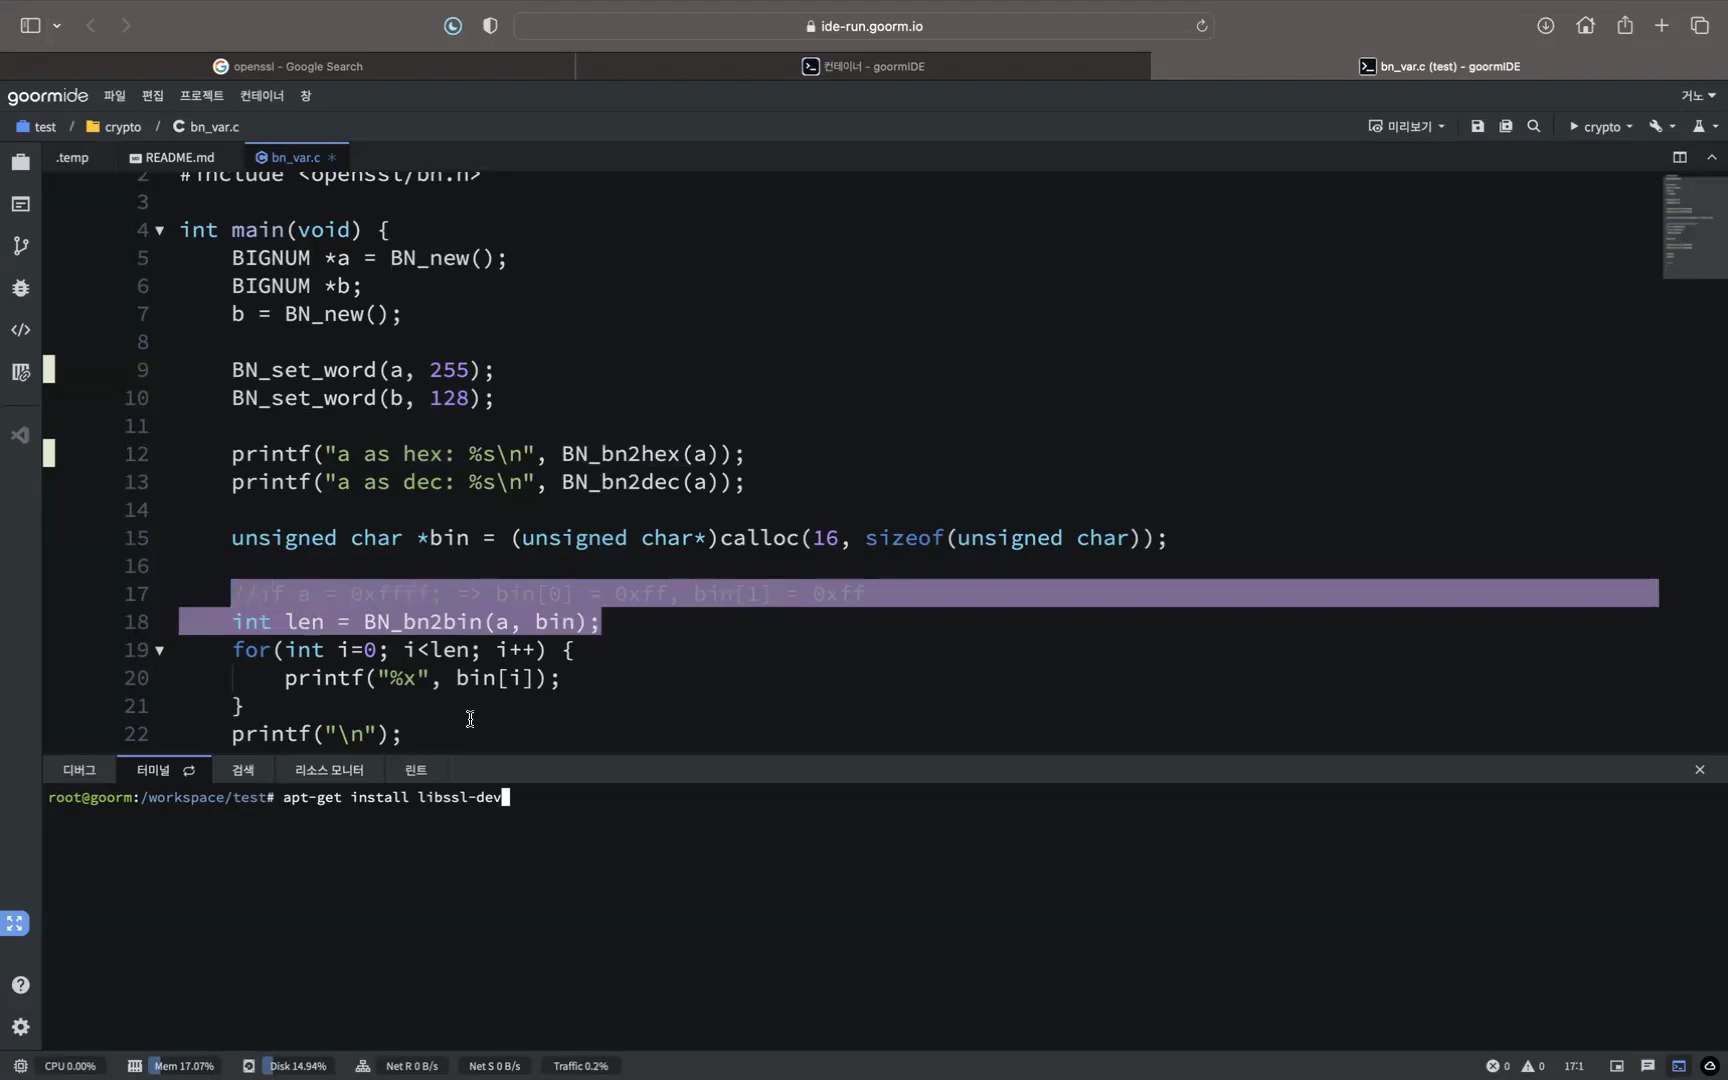 ide-run.goorm.io
openssl – Google Search
컨테이너 – goormIDE
bn_var.c (test) – goormIDE
goormide 파일 편집 프로젝트 컨테이너 창 거노
test / crypto / bn_var.c 미리보기 crypto
.temp README.md bn_var.c
2 #include <openssl/bn.h>
3
4 int main(void) {
5 BIGNUM *a = BN_new();
6 BIGNUM *b;
7 b = BN_new();
8
9 BN_set_word(a, 255);
10 BN_set_word(b, 128);
11
12 printf("a as hex: %s\n", BN_bn2hex(a));
13 printf("a as dec: %s\n", BN_bn2dec(a));
14
15 unsigned char *bin = (unsigned char*)calloc(16, sizeof(unsigned char));
16
17 //if a = 0xffff; => bin[0] = 0xff, bin[1] = 0xff
18 int len = BN_bn2bin(a, bin);
19 for(int i=0; i<len; i++) {
20 printf("%x", bin[i]);
21 }
22 printf("\n");
디버그 터미널 검색 리소스 모니터 린트
root@goorm:/workspace/test# apt-get install libssl-dev
CPU 0.00% Mem 17.07% Disk 14.94% Net R 0 B/s Net S 0 B/s Traffic 0.2% 0 0 17:1